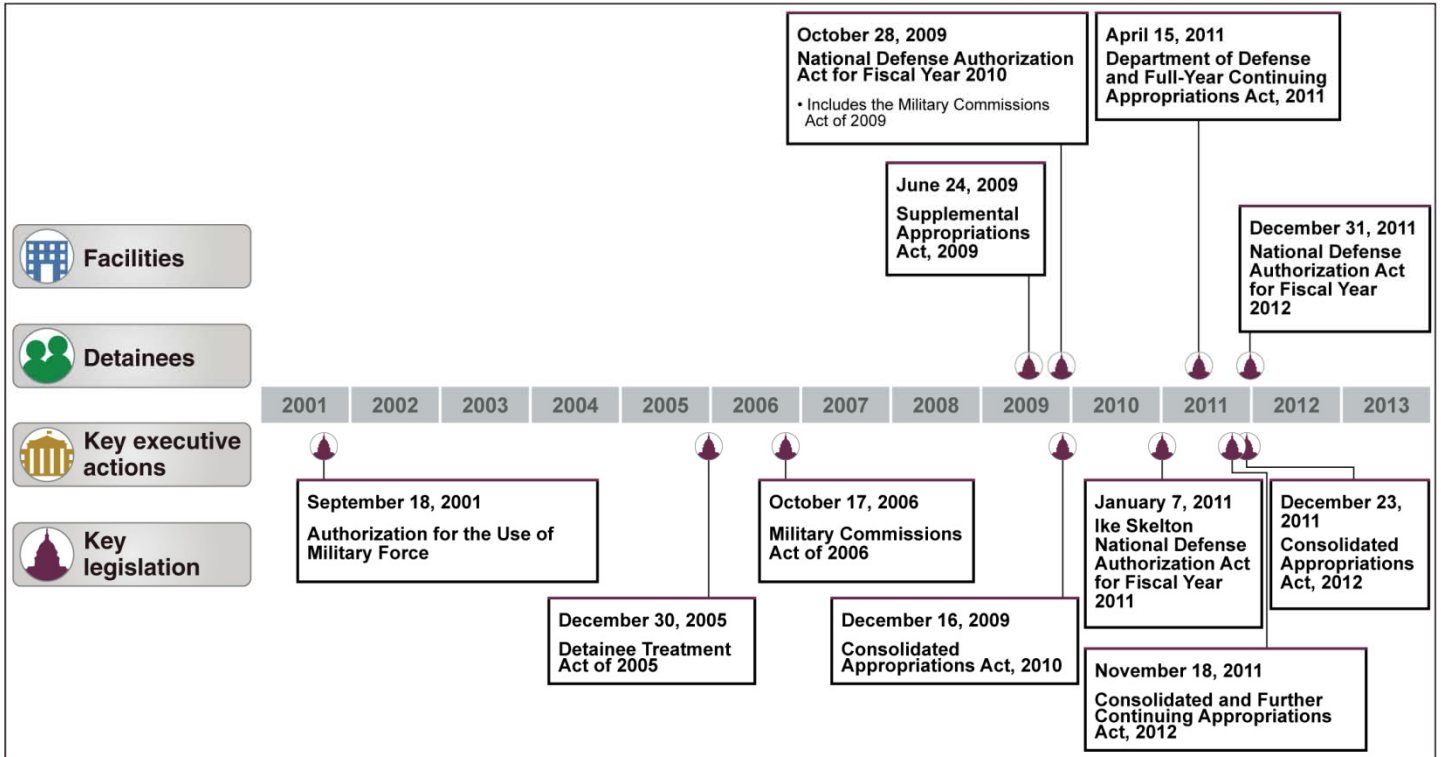 October 28, 2009
National Defense Authorization
Act for Fiscal Year 2010
• Includes the Military Commissions
Act of 2009
April 15, 2011
Department of Defense
and Full-Year Continuing
Appropriations Act, 2011
June 24, 2009
Supplemental
Appropriations
Act, 2009
December 31, 2011
National Defense
Authorization Act
for Fiscal Year
2012
Facilities
Detainees
Key executive
actions
Key
legislation
2001 2002 2003 2004 2005 2006 2007 2008 2009 2010 2011 2012 2013
September 18, 2001
Authorization for the Use of
Military Force
December 30, 2005
Detainee Treatment
Act of 2005
October 17, 2006
Military Commissions
Act of 2006
December 16, 2009
Consolidated
Appropriations Act, 2010
January 7, 2011
Ike Skelton
National Defense
Authorization Act
for Fiscal Year
2011
December 23,
2011
Consolidated
Appropriations
Act, 2012
November 18, 2011
Consolidated and Further
Continuing Appropriations
Act, 2012